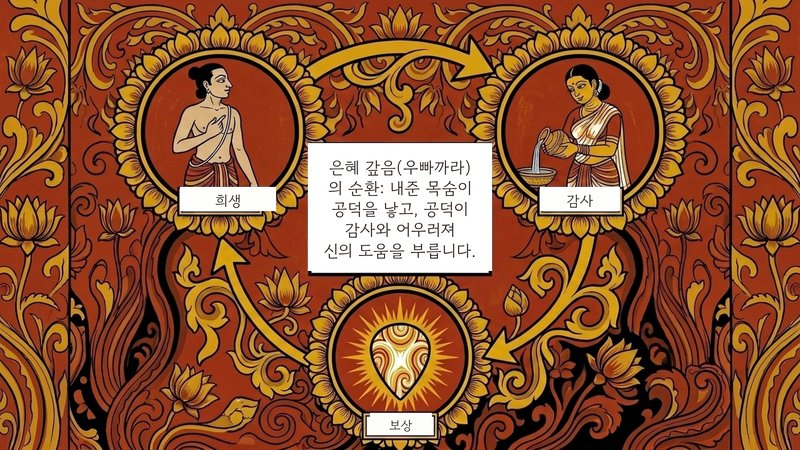 희생
감사
은혜 갚음(우빠까라)
의 순환: 내준 목숨이
공덕을 낳고, 공덕이
감사와 어우러져
신의 도움을 부릅니다.
보상